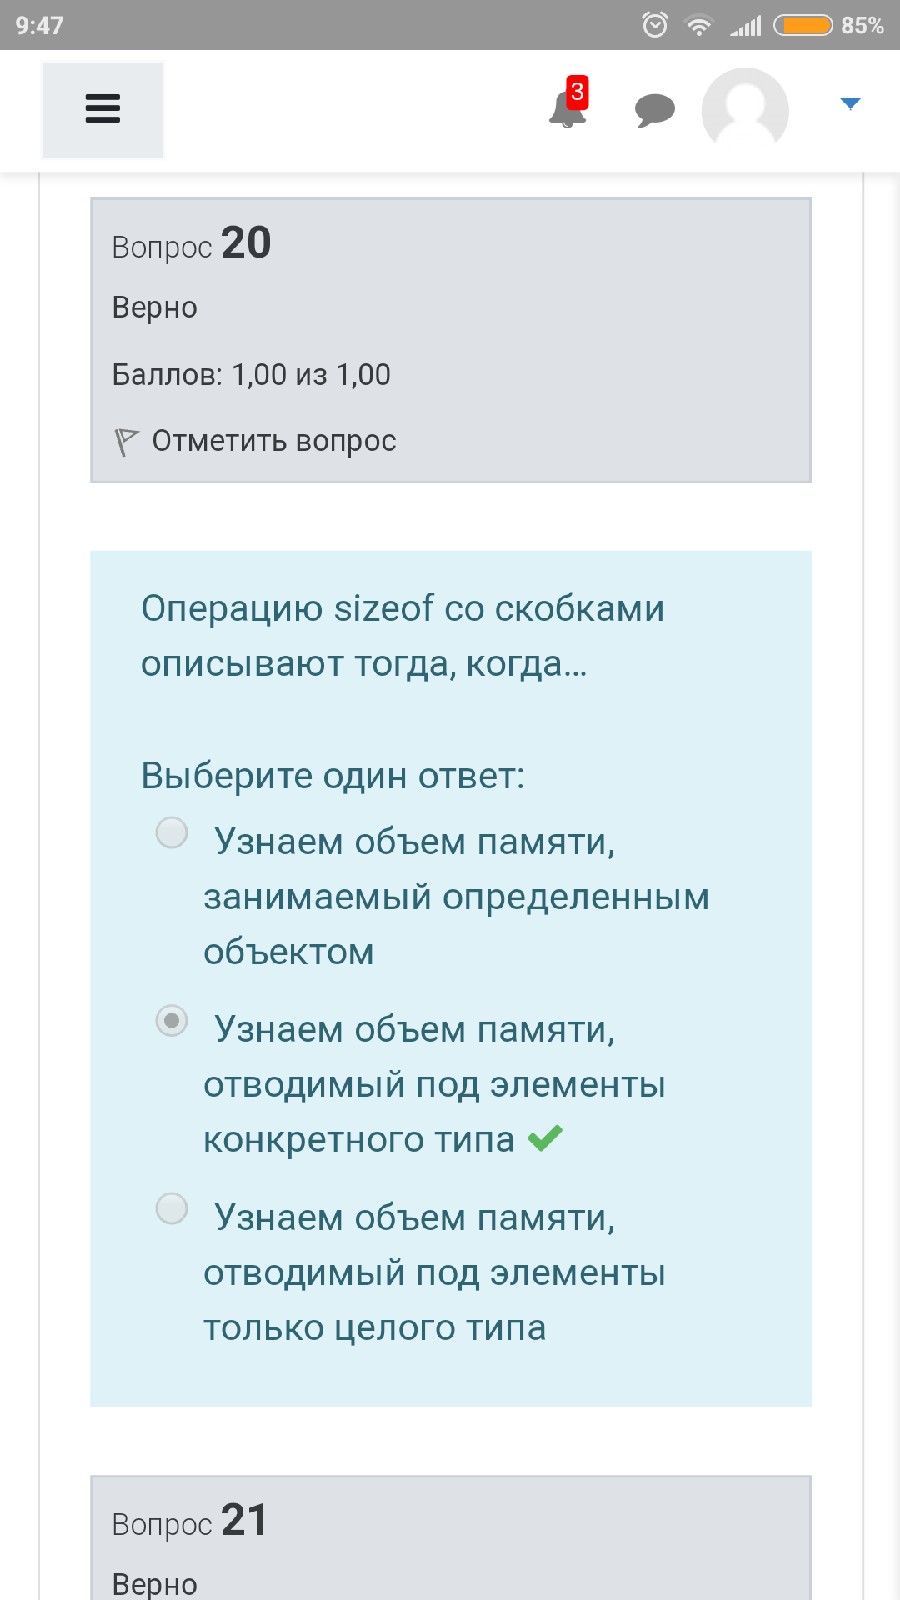 9:47
85%
3
Вопрос 20
Верно
Баллов: 1,00 из 1,00
Отметить вопрос
Операцию sizeof со скобками
описывают тогда, когда...
Выберите один ответ:
Узнаем объем памяти,
занимаемый определенным
объектом
Узнаем объем памяти,
отводимый под элементы
конкретного типа
Узнаем объем памяти,
отводимый под элементы
только целого типа
Вопрос 21
Верно